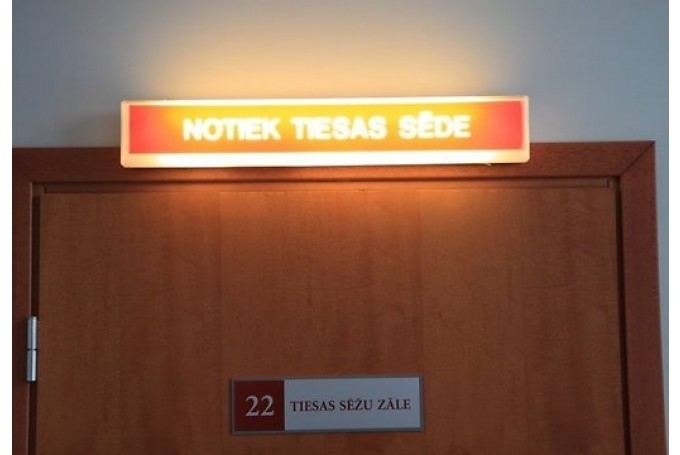 NOTIEK TIESAS SĒDE
22 TIESAS SĒŽU ZĀLE